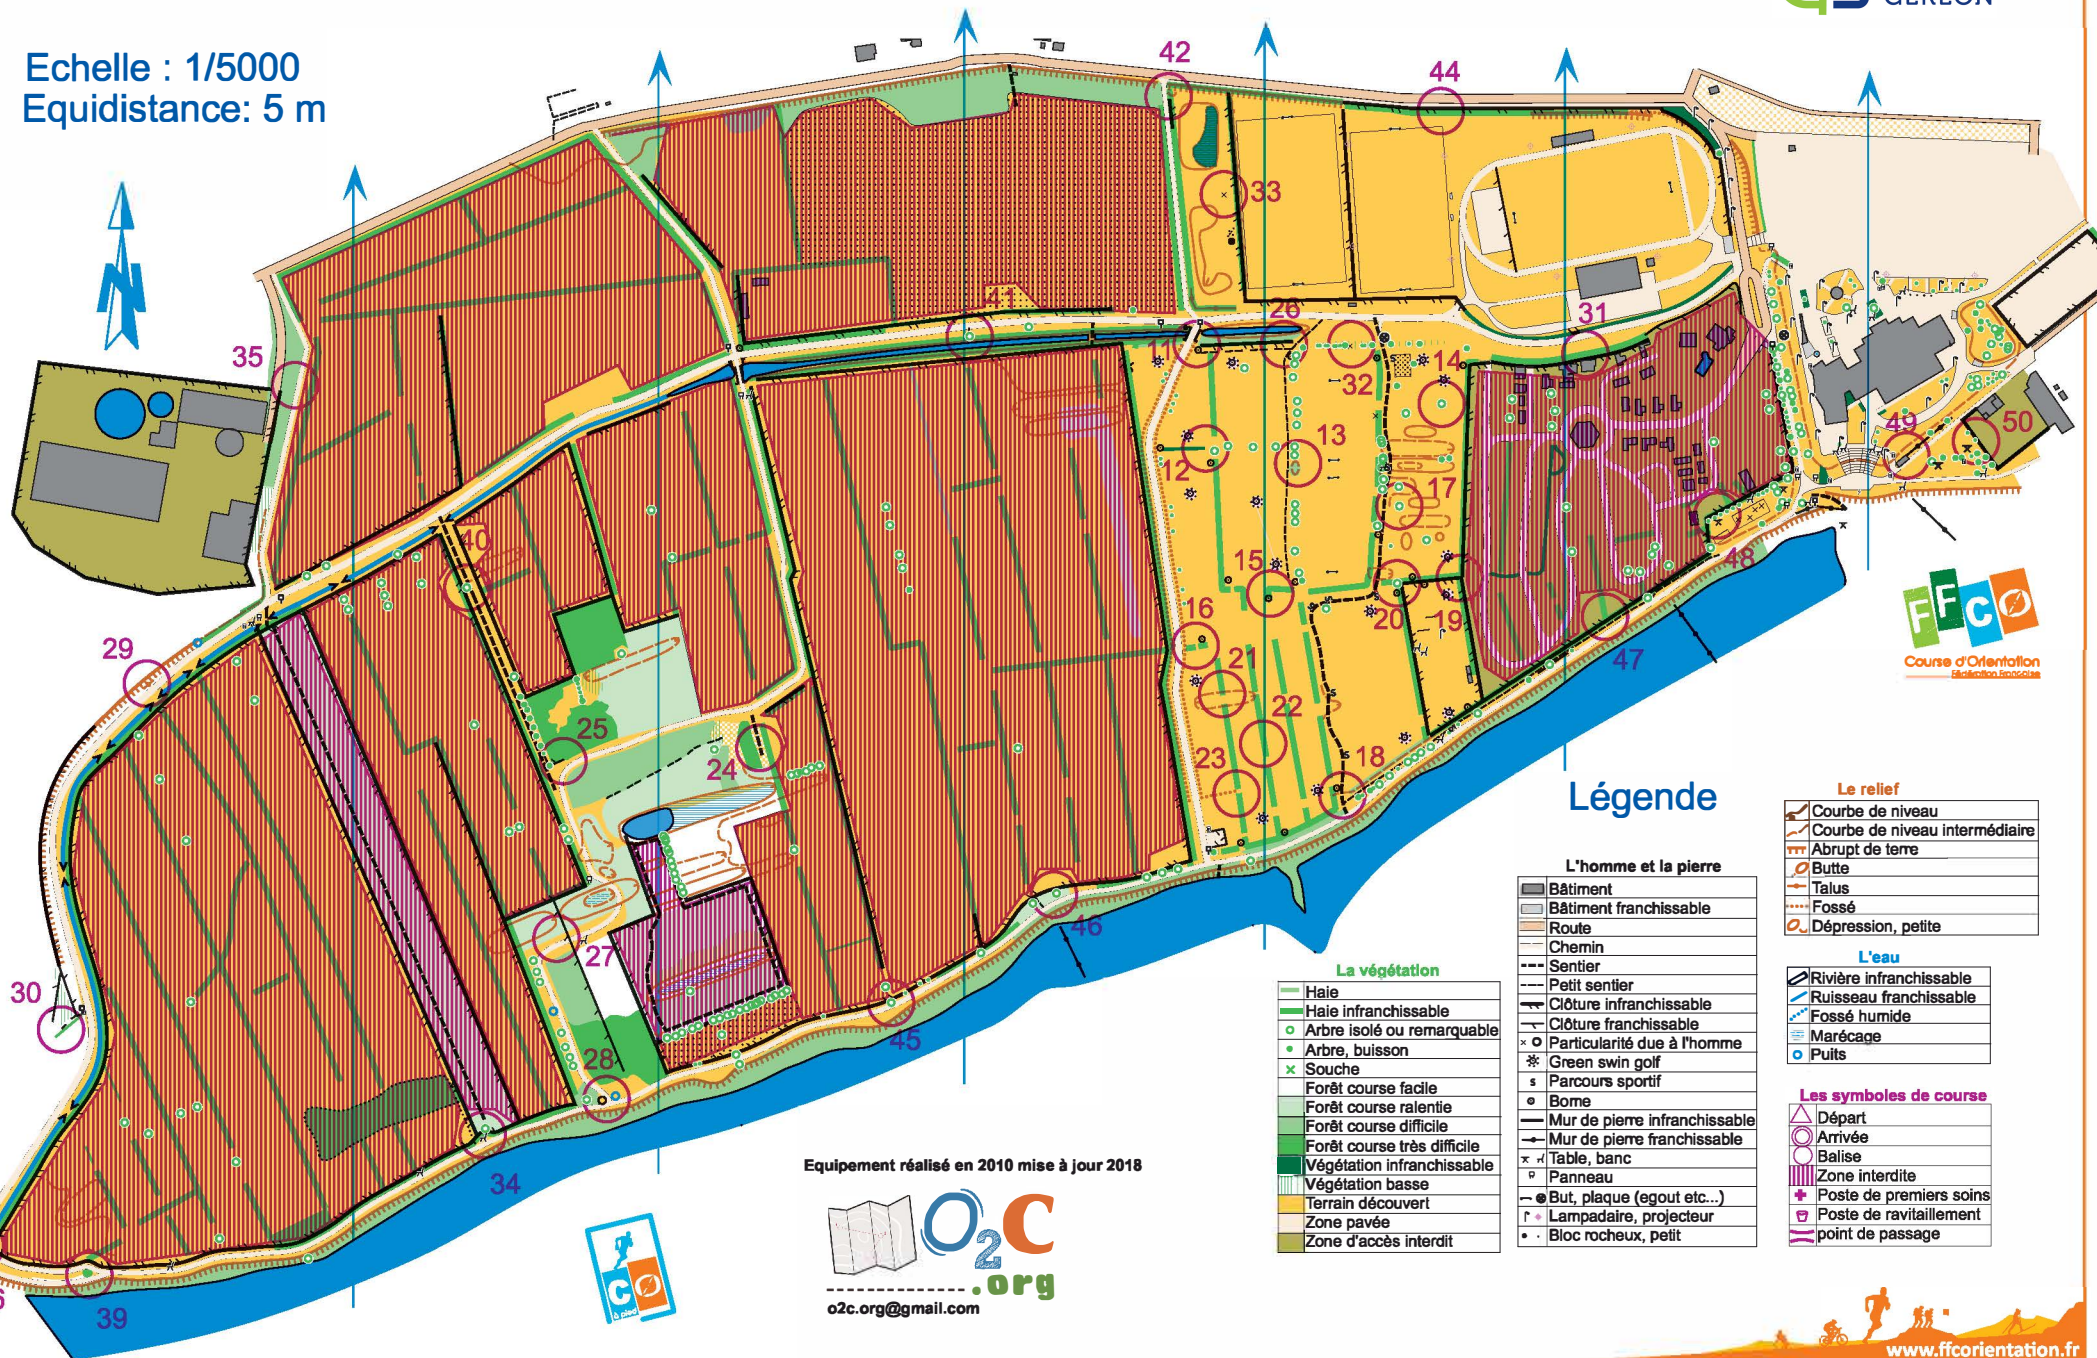 GEREON
Echelle : 1/5000
Equidistance: 5 m
N
42
44
33
35
41
26
31
11
32
14
12
13
49
50
17
40
15
48
16
20
19
29
21
47
22
25
24
23
18
46
27
30
45
28
34
39
FFCO
Course d'Orientation
Fédération Française
Légende
La végétation
Haie
Haie infranchissable
Arbre isolé ou remarquable
Arbre, buisson
Souche
Forêt course facile
Forêt course ralentie
Forêt course difficile
Forêt course très difficile
Végétation infranchissable
Végétation basse
Terrain découvert
Zone pavée
Zone d'accès interdit
L'homme et la pierre
Bâtiment
Bâtiment franchissable
Route
Chemin
Sentier
Petit sentier
Clôture infranchissable
Clôture franchissable
Particularité due à l'homme
Green swin golf
s Parcours sportif
Borne
Mur de pierre infranchissable
Mur de pierre franchissable
Table, banc
Panneau
But, plaque (egout etc...)
Lampadaire, projecteur
Bloc rocheux, petit
Le relief
Courbe de niveau
Courbe de niveau intermédiaire
Abrupt de terre
Butte
Talus
Fossé
Dépression, petite
L'eau
Rivière infranchissable
Ruisseau franchissable
Fossé humide
Marécage
Puits
Les symboles de course
Départ
Arrivée
Balise
Zone interdite
Poste de premiers soins
Poste de ravitaillement
point de passage
Equipement réalisé en 2010 mise à jour 2018
O2C
.org
o2c.org@gmail.com
CO
à pied
www.ffcorientation.fr